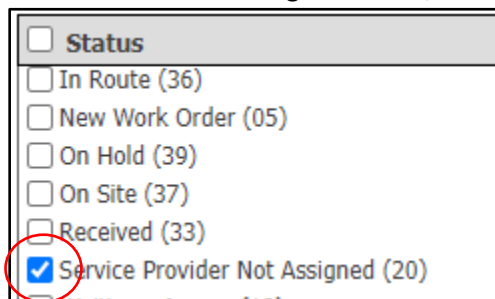 Status
In Route (36)
New Work Order (05)
On Hold (39)
On Site (37)
Received (33)
Service Provider Not Assigned (20)